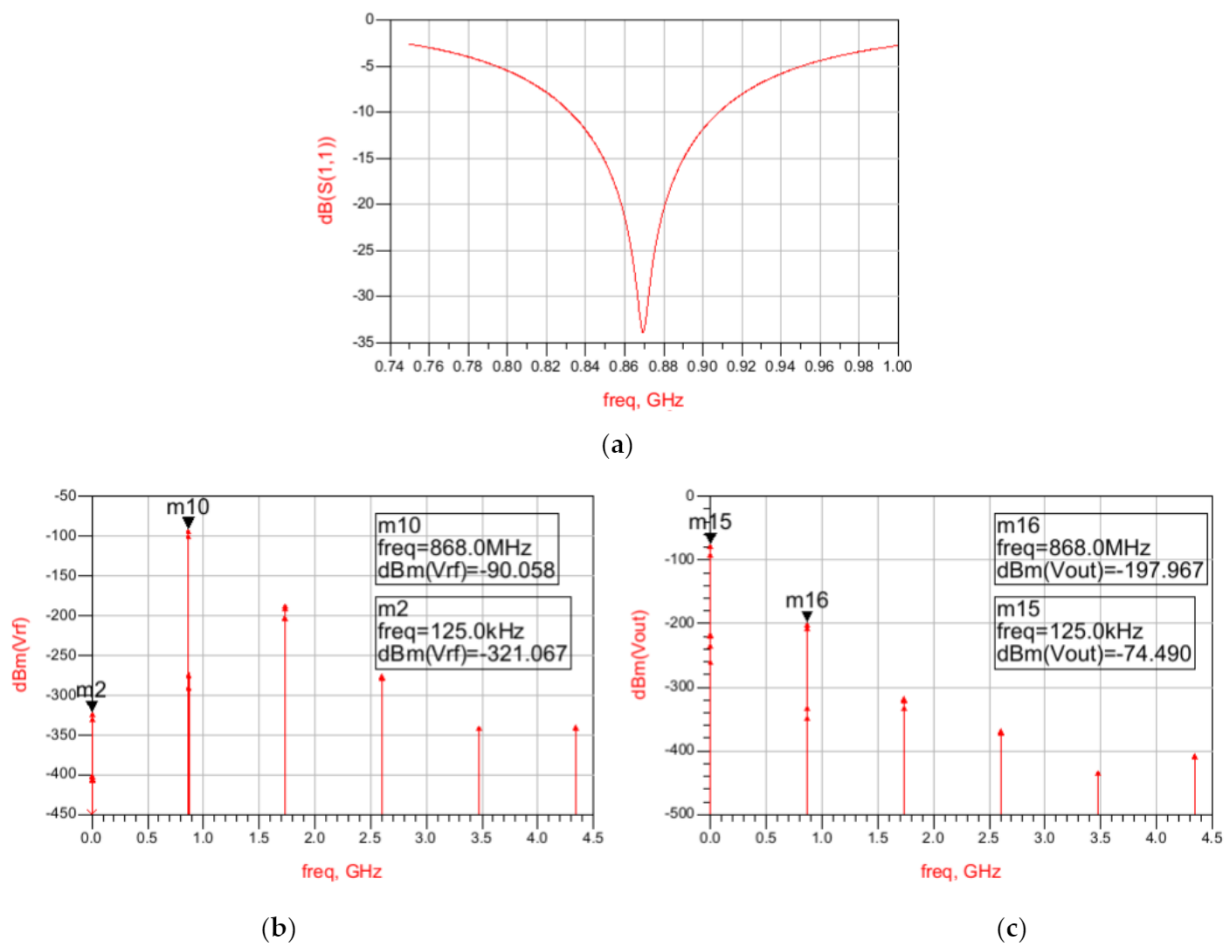 0
-5
-10
-15
-20
-25
-30
-35
dB(S(1,1))
0.74 0.76 0.78 0.80 0.82 0.84 0.86 0.88 0.90 0.92 0.94 0.96 0.98 1.00
freq, GHz
(a)
-50
-100
-150
-200
-250
-300
-350
-400
-450
dBm(Vrf)
m10
m2
m10
freq=868.0MHz
dBm(Vrf)=-90.058
m2
freq=125.0kHz
dBm(Vrf)=-321.067
0.0 0.5 1.0 1.5 2.0 2.5 3.0 3.5 4.0 4.5
freq, GHz
(b)
0
-100
-200
-300
-400
-500
dBm(Vout)
m15
m16
m16
freq=868.0MHz
dBm(Vout)=-197.967
m15
freq=125.0kHz
dBm(Vout)=-74.490
0.0 0.5 1.0 1.5 2.0 2.5 3.0 3.5 4.0 4.5
freq, GHz
(c)